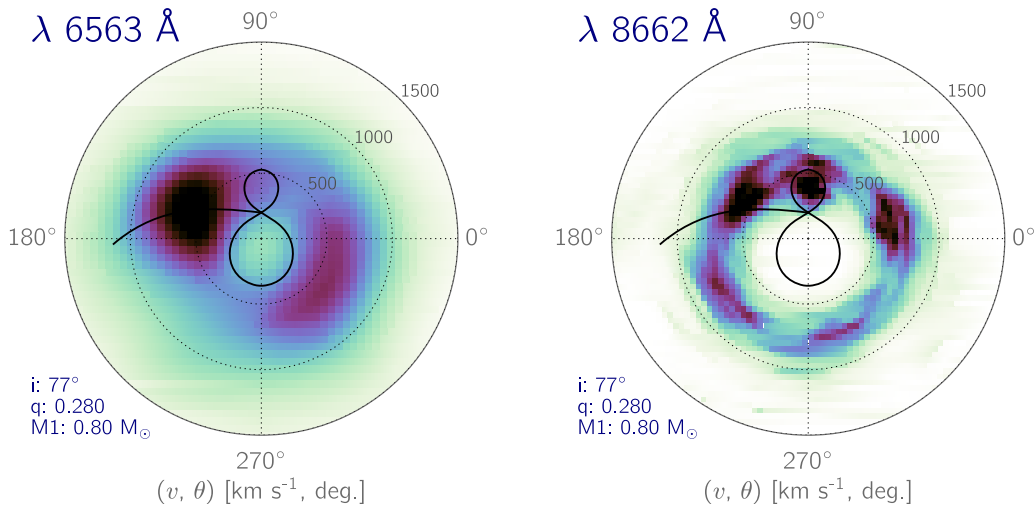 λ 6563 Å
90°
1500
1000
500
180°
0°
i: 77°
q: 0.280
M1: 0.80 M☉
270°
(v, θ) [km s⁻¹, deg.]
λ 8662 Å
90°
1500
1000
500
180°
0°
i: 77°
q: 0.280
M1: 0.80 M☉
270°
(v, θ) [km s⁻¹, deg.]